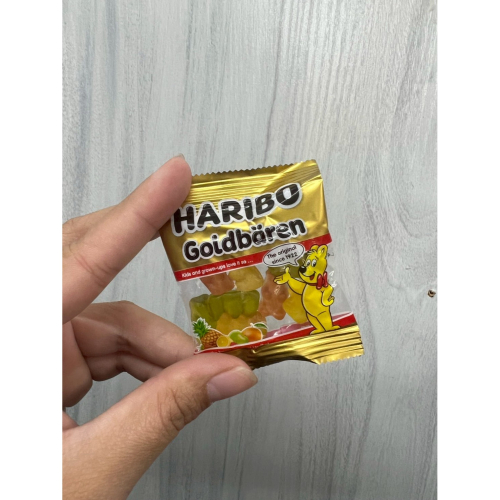 HARIBO
Goldbären
Kids and grown-ups love it so ...
The original
since 1922